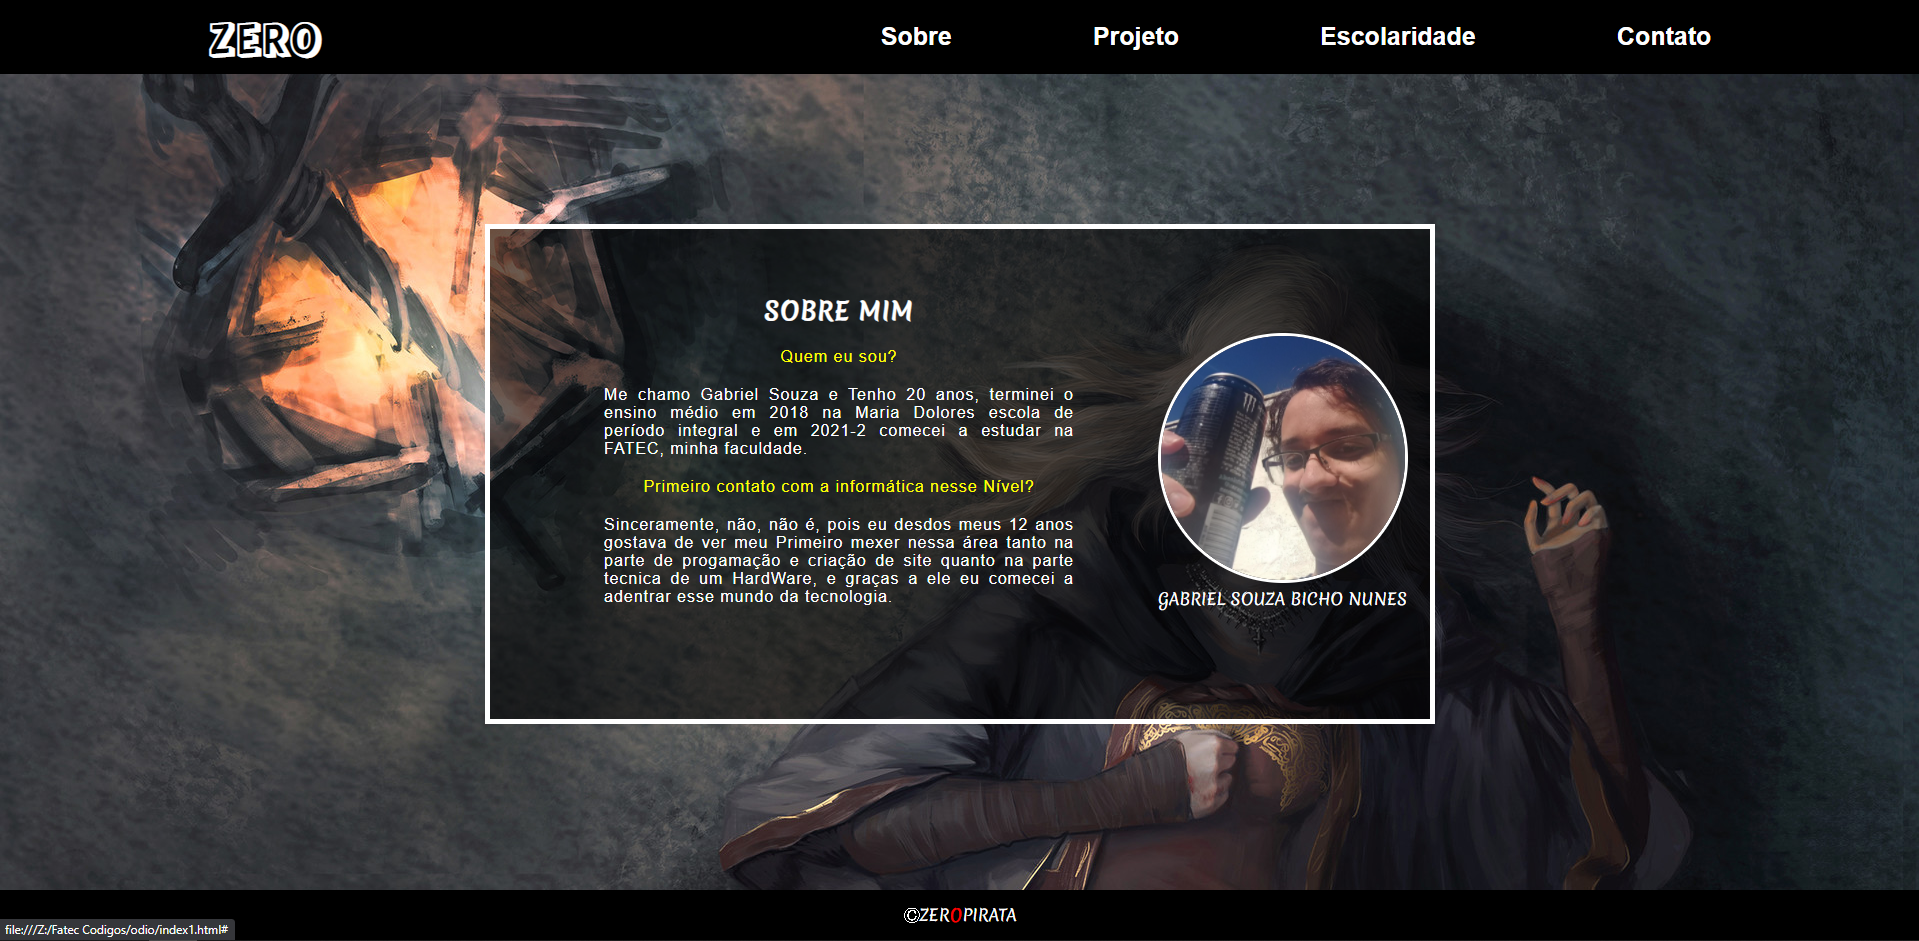 ZERO
Sobre Projeto Escolaridade Contato
SOBRE MIM
Quem eu sou?
Me chamo Gabriel Souza e Tenho 20 anos, terminei o
ensino médio em 2018 na Maria Dolores escola de
período integral e em 2021-2 comecei a estudar na
FATEC, minha faculdade.
Primeiro contato com a informática nesse Nível?
Sinceramente, não, não é, pois eu desdos meus 12 anos
gostava de ver meu Primeiro mexer nessa área tanto na
parte de progamação e criação de site quanto na parte
tecnica de um HardWare, e graças a ele eu comecei a
adentrar esse mundo da tecnologia.
GABRIEL SOUZA BICHO NUNES
©ZEROPIRATA
file:///Z:/Fatec Codigos/odio/index1.html#